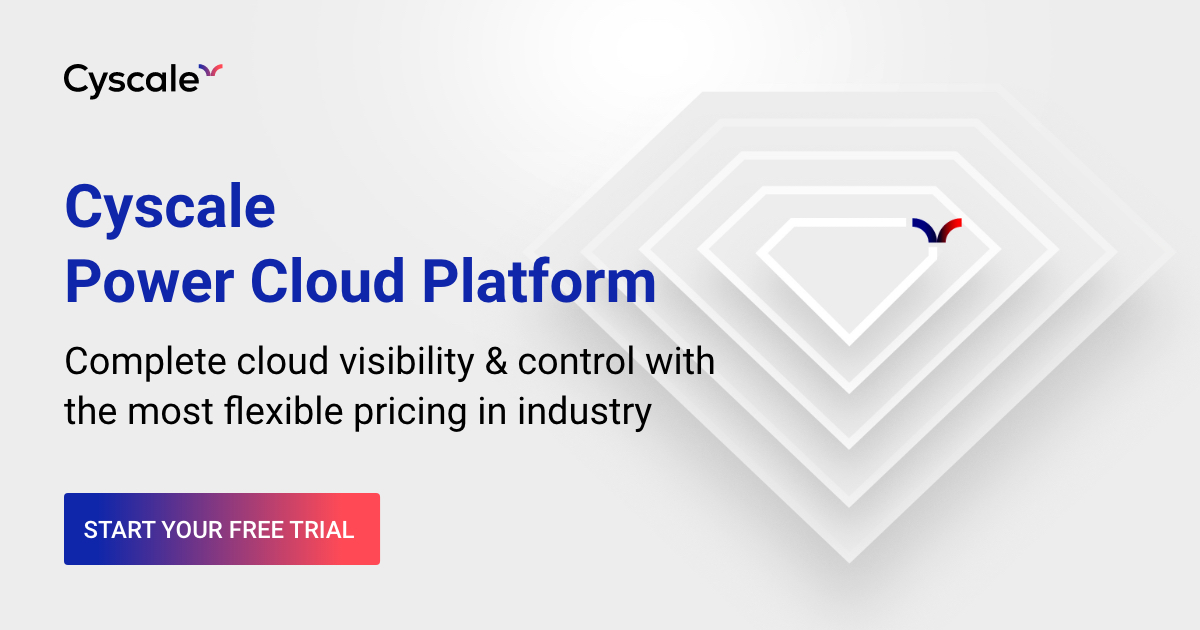 Cyscale
Cyscale
Power Cloud Platform
Complete cloud visibility & control with
the most flexible pricing in industry
START YOUR FREE TRIAL